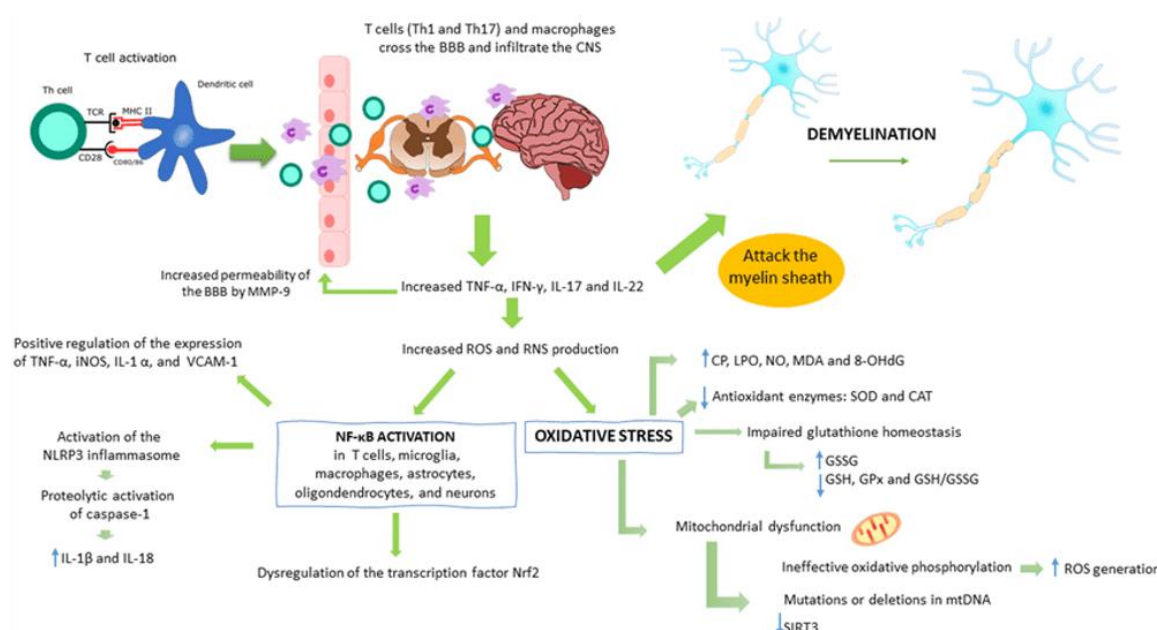 T cells (Th1 and Th17) and macrophages
cross the BBB and infiltrate the CNS
T cell activation
Dendritic cell
Th cell
TCR
MHC II
CD28
CD80/86
DEMYELINATION
Attack the
myelin sheath
Increased permeability of
the BBB by MMP-9
Increased TNF-α, IFN-γ, IL-17 and IL-22
Positive regulation of the expression
of TNF-α, iNOS, IL-1 α, and VCAM-1
Increased ROS and RNS production
CP, LPO, NO, MDA and 8-OHdG
Antioxidant enzymes: SOD and CAT
NF-κB ACTIVATION
in T cells, microglia,
macrophages, astrocytes,
oligondendrocytes, and neurons
OXIDATIVE STRESS
Impaired glutathione homeostasis
GSSG
GSH, GPx and GSH/GSSG
Activation of the
NLRP3 inflammasome
Proteolytic activation
of caspase-1
IL-1β and IL-18
Mitochondrial dysfunction
Dysregulation of the transcription factor Nrf2
Ineffective oxidative phosphorylation
ROS generation
Mutations or deletions in mtDNA
SIRT3